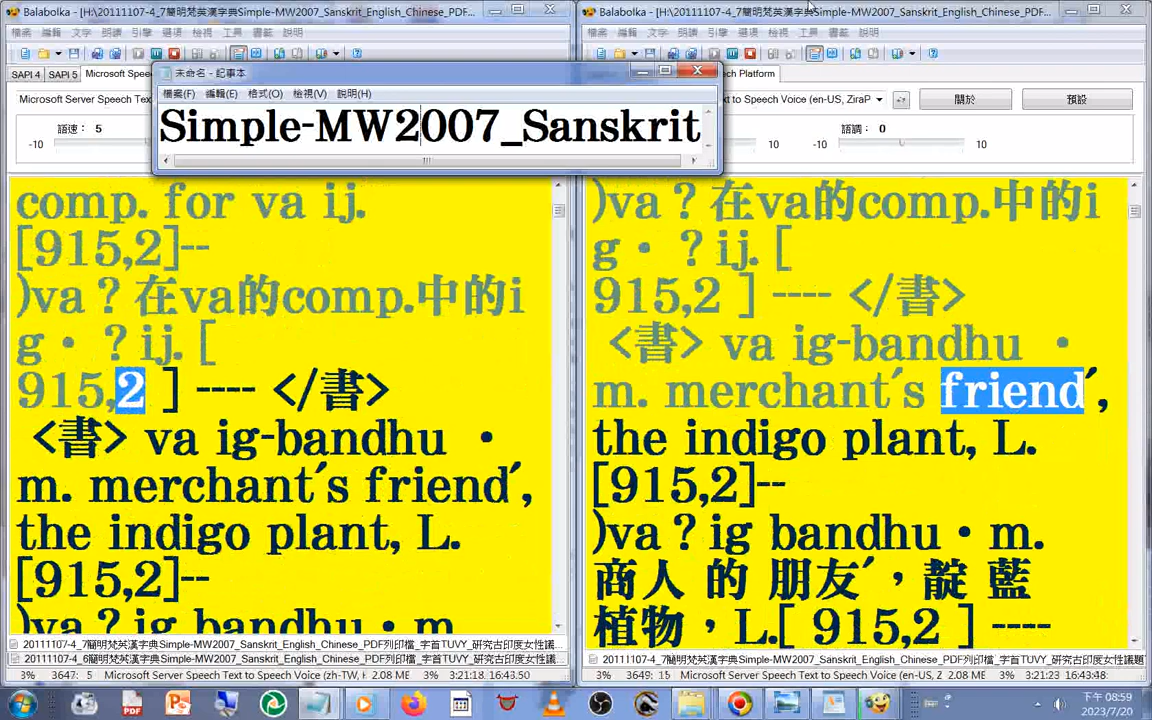 Balabolka - [H:\20111107-4_7簡明梵英漢字典Simple-MW2007_Sanskrit_English_Chinese_PDF...
檔案 編輯 文字 朗讀 引擎 選項 檢視 工具 書籤 說明
SAPI 4 SAPI 5 Microsoft Spee
Microsoft Server Speech Text
語速： 5
-10
未命名 - 記事本
檔案(F) 編輯(E) 格式(O) 檢視(V) 說明(H)
Simple-MW2007_Sanskrit
comp. for va ij.
[915,2]--
)va？在va的comp.中的i
g • ？ij. [
915,2 ] ---- </書>
<書> va ig-bandhu •
m. merchant′s friend′,
the indigo plant, L.
[915,2]--
)va？ig bandhu • m.
20111107-4_7簡明梵英漢字典Simple-MW2007_Sanskrit_English_Chinese_PDF列印檔_字首TUVY_研究古印度女性議...
20111107-4_6簡明梵英漢字典Simple-MW2007_Sanskrit_English_Chinese_PDF列印檔_字首TUVY_研究古印度女性議...
3% 3647: 5 Microsoft Server Speech Text to Speech Voice (zh-TW, H 2.08 MB 3% 3:21:18, 16:43:50
Balabolka - [H:\20111107-4_7簡明梵英漢字典Simple-MW2007_Sanskrit_English_Chinese_PDF...
檔案 編輯 文字 朗讀 引擎 選項 檢視 工具 書籤 說明
ch Platform
t to Speech Voice (en-US, ZiraP
關於 預設
10 語調： 0
-10 10
)va？在va的comp.中的i
g • ？ij. [
915,2 ] ---- </書>
<書> va ig-bandhu •
m. merchant′s friend′,
the indigo plant, L.
[915,2]--
)va？ig bandhu • m.
商人 的 朋友′，靛 藍
植物，L.[ 915,2 ] ----
20111107-4_7簡明梵英漢字典Simple-MW2007_Sanskrit_English_Chinese_PDF列印檔_字首TUVY_研究古印度女性議題
3% 3649: 15 Microsoft Server Speech Text to Speech Voice (en-US, Z 2.08 MB 3% 3:21:23, 16:43:48
下午 08:59
2023/7/20